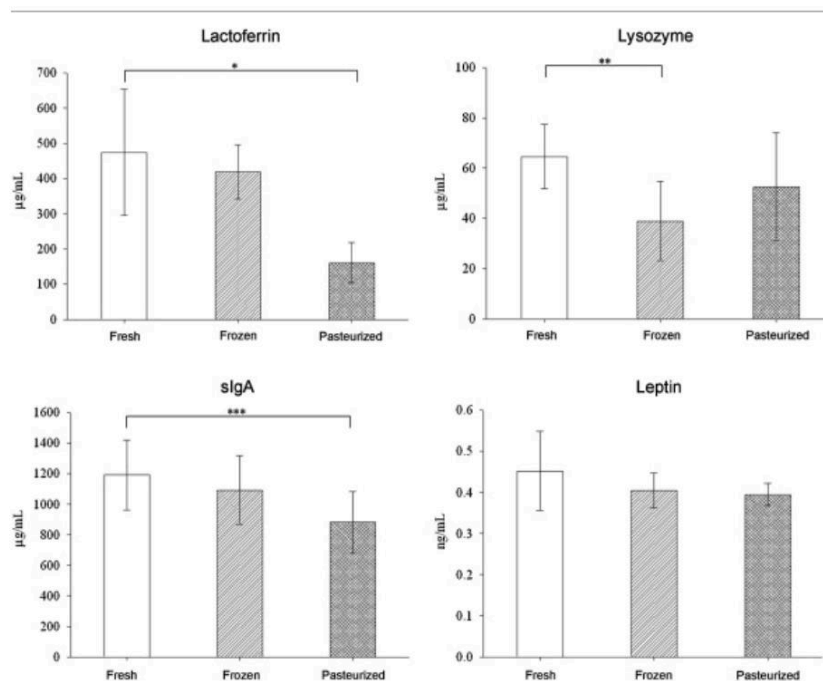 Lactoferrin
700
600
500
400
300
200
100
0
µg/mL
*
Fresh Frozen Pasteurized
Lysozyme
100
80
60
40
20
0
µg/mL
**
Fresh Frozen Pasteurized
sIgA
1600
1400
1200
1000
800
600
400
200
0
µg/mL
***
Fresh Frozen Pasteurized
Leptin
0.6
0.5
0.4
0.3
0.2
0.1
0.0
ng/mL
Fresh Frozen Pasteurized